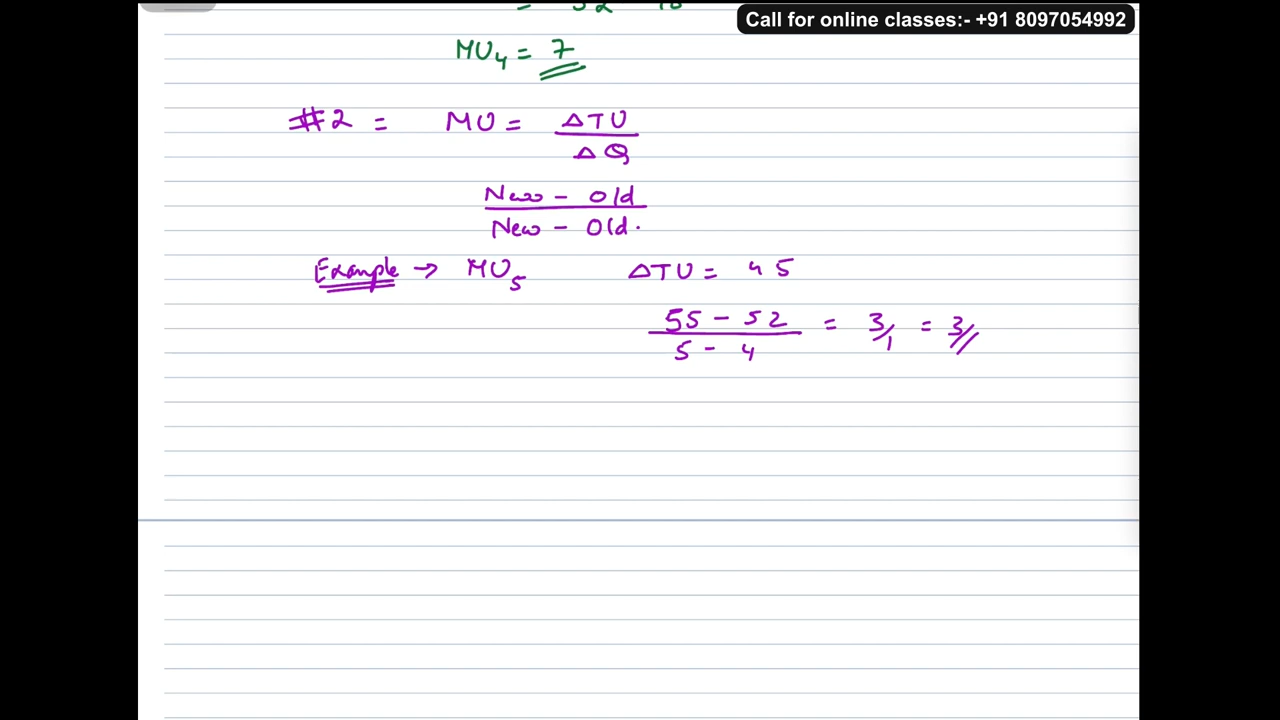 Call for online classes:- +91 8097054992
MU4 = 7
#2 = MU = ΔTU
ΔQ
New - Old
New - Old.
Example → MU5 ΔTU = 45
55 - 52 = 3/1 = 3//
5 - 4